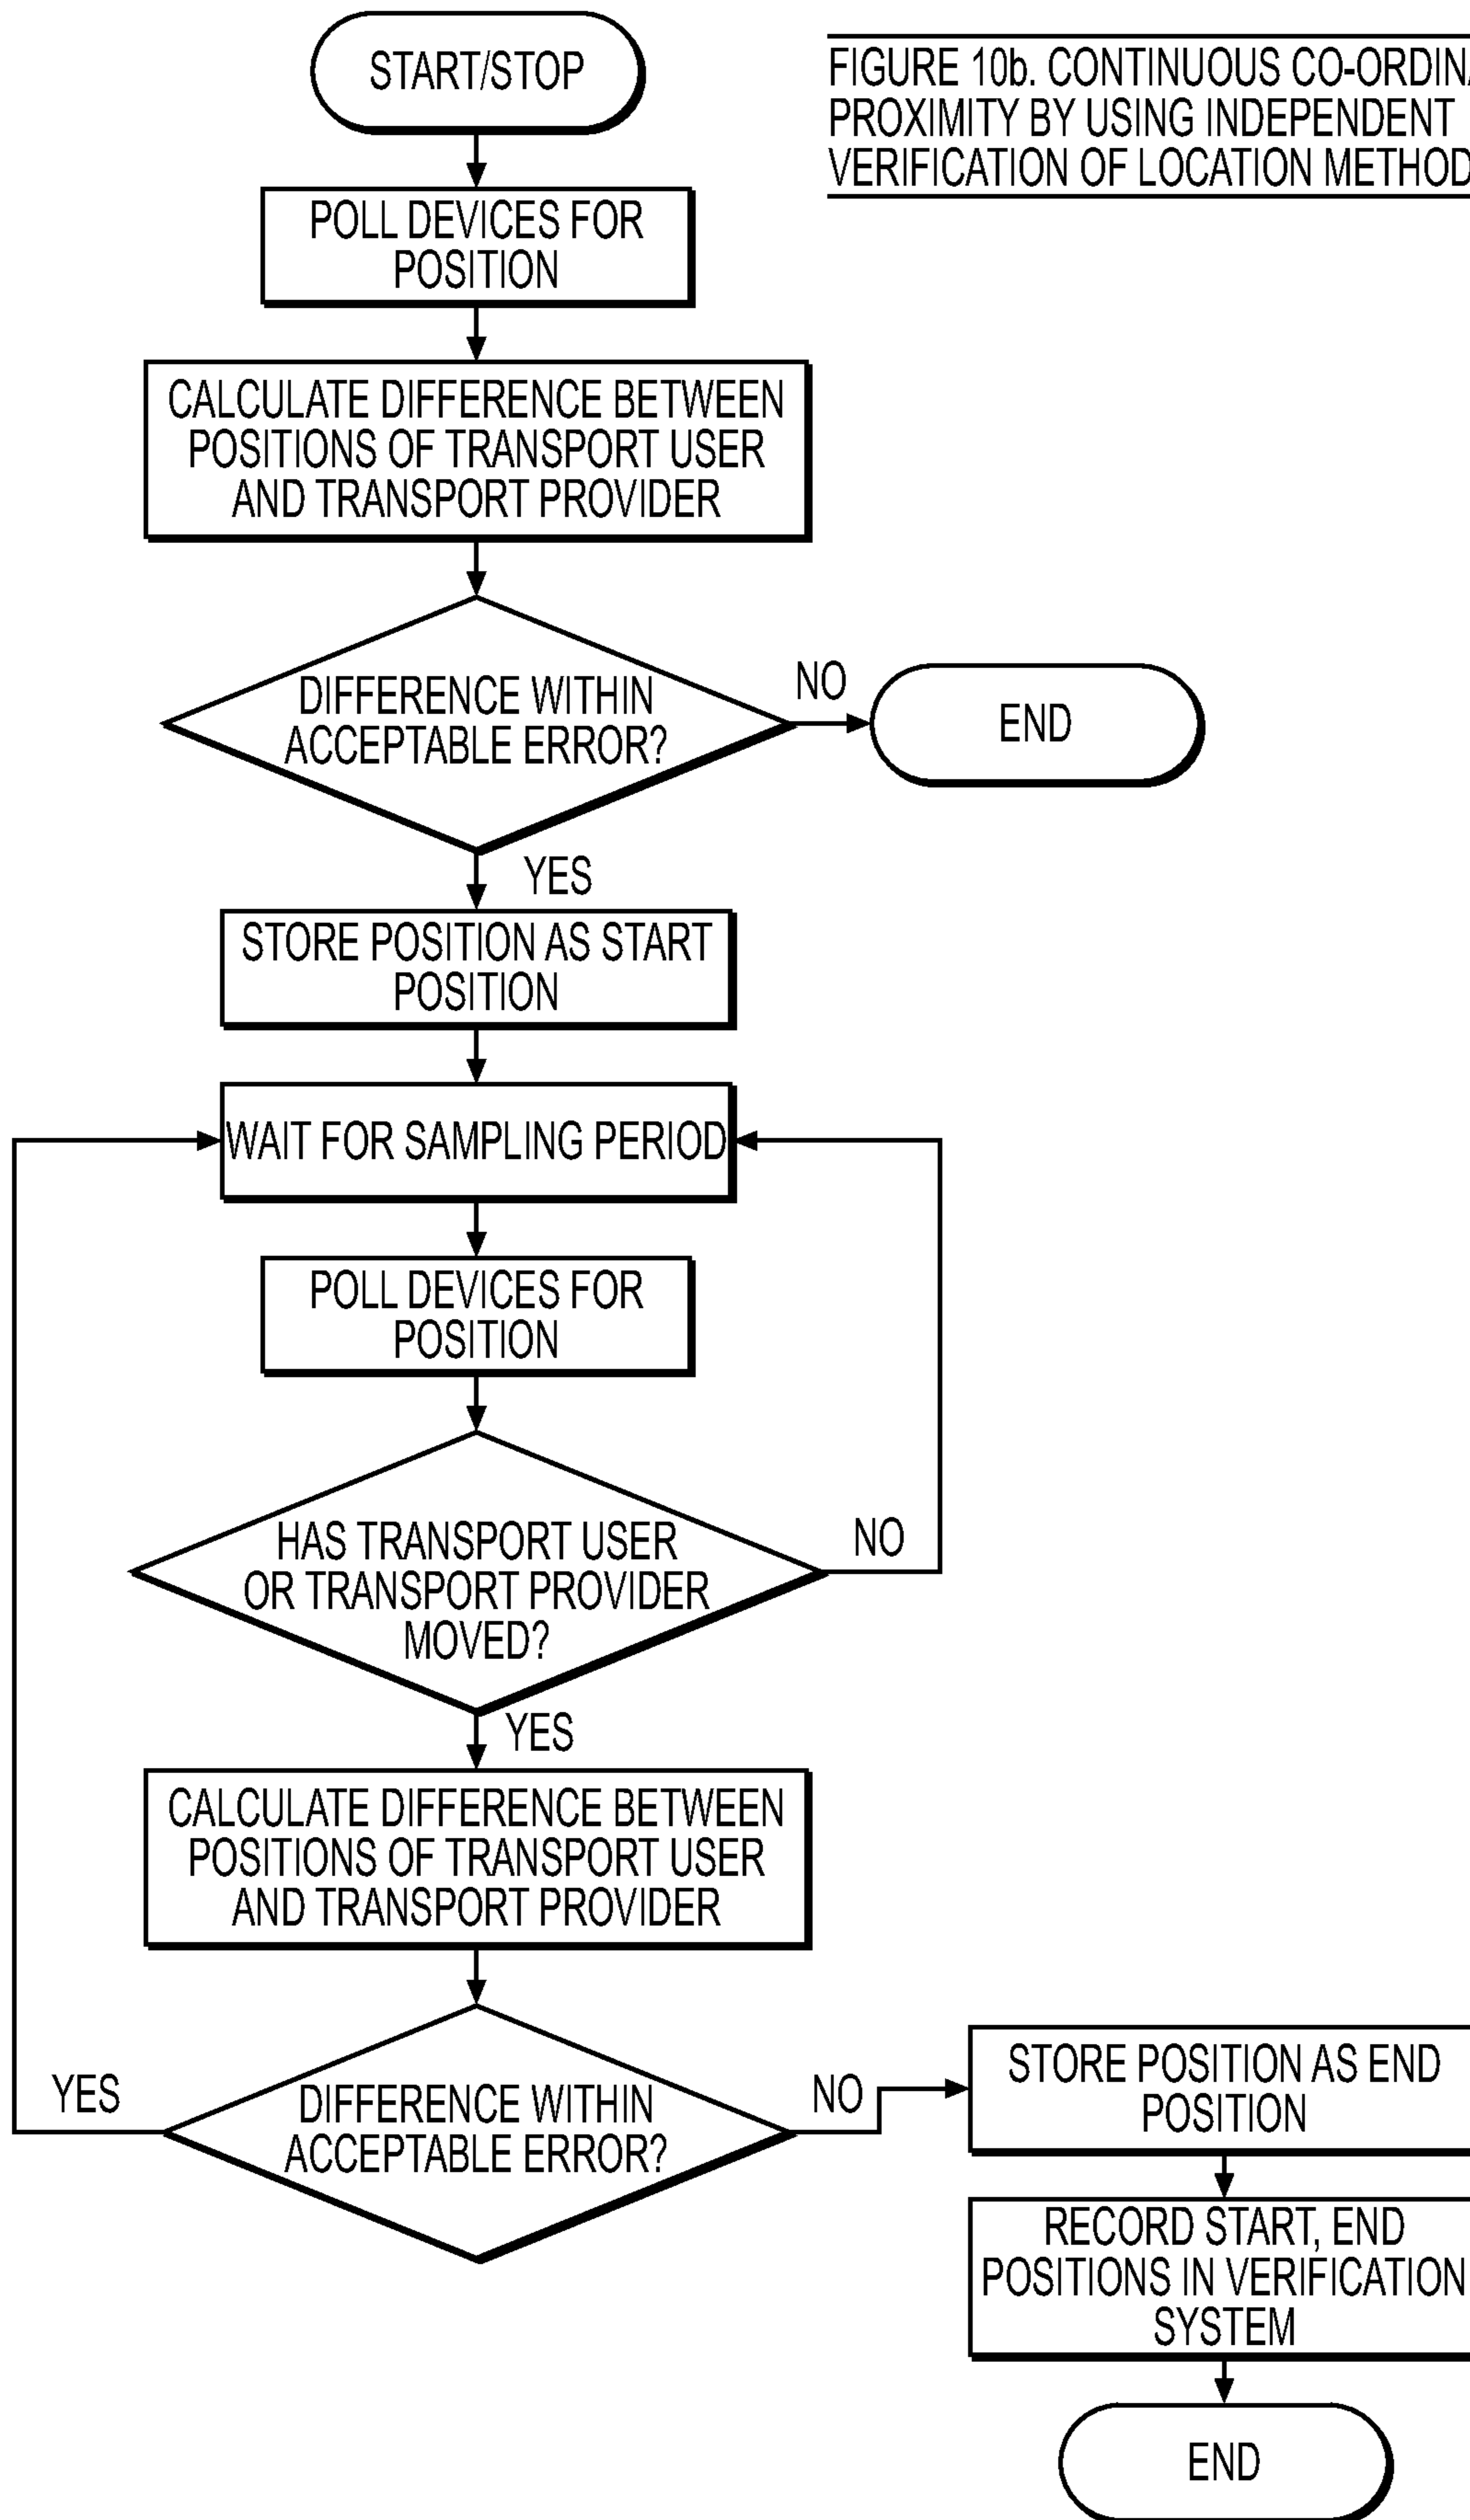 START/STOP
FIGURE 10b. CONTINUOUS CO-ORDINA
PROXIMITY BY USING INDEPENDENT
VERIFICATION OF LOCATION METHOD
POLL DEVICES FOR
POSITION
CALCULATE DIFFERENCE BETWEEN
POSITIONS OF TRANSPORT USER
AND TRANSPORT PROVIDER
DIFFERENCE WITHIN
ACCEPTABLE ERROR?
NO
END
YES
STORE POSITION AS START
POSITION
WAIT FOR SAMPLING PERIOD
POLL DEVICES FOR
POSITION
HAS TRANSPORT USER
OR TRANSPORT PROVIDER
MOVED?
NO
YES
CALCULATE DIFFERENCE BETWEEN
POSITIONS OF TRANSPORT USER
AND TRANSPORT PROVIDER
DIFFERENCE WITHIN
ACCEPTABLE ERROR?
YES
NO
STORE POSITION AS END
POSITION
RECORD START, END
POSITIONS IN VERIFICATION
SYSTEM
END